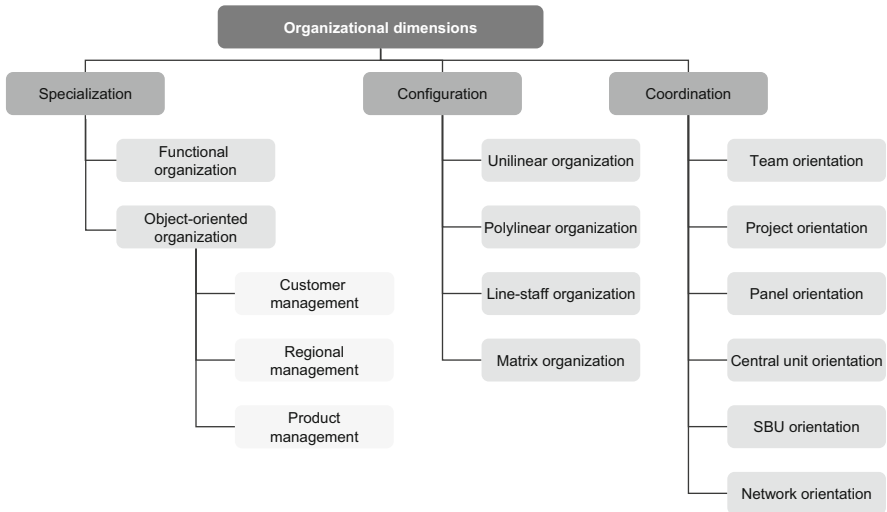 Organizational dimensions
Specialization
Configuration
Coordination
Functional
organization
Object-oriented
organization
Customer
management
Regional
management
Product
management
Unilinear organization
Polylinear organization
Line-staff organization
Matrix organization
Team orientation
Project orientation
Panel orientation
Central unit orientation
SBU orientation
Network orientation